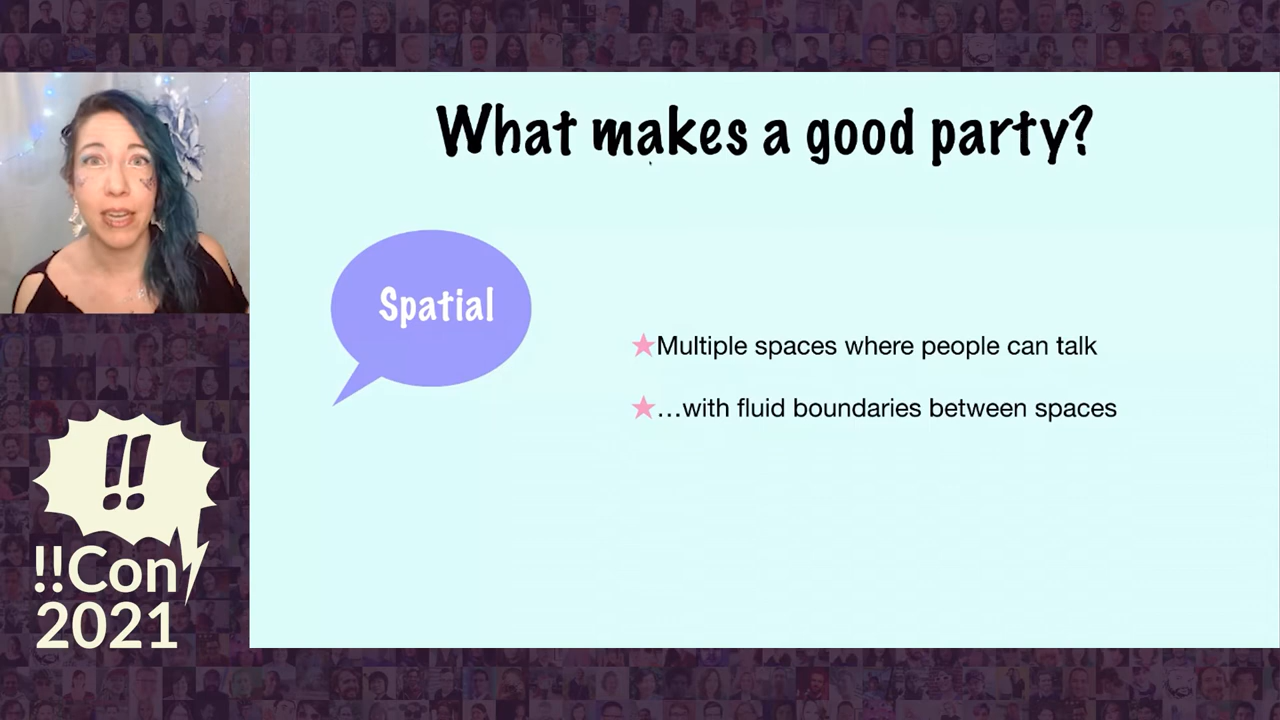 What makes a good party?
Spatial
★Multiple spaces where people can talk
★…with fluid boundaries between spaces
!!
!!Con
2021